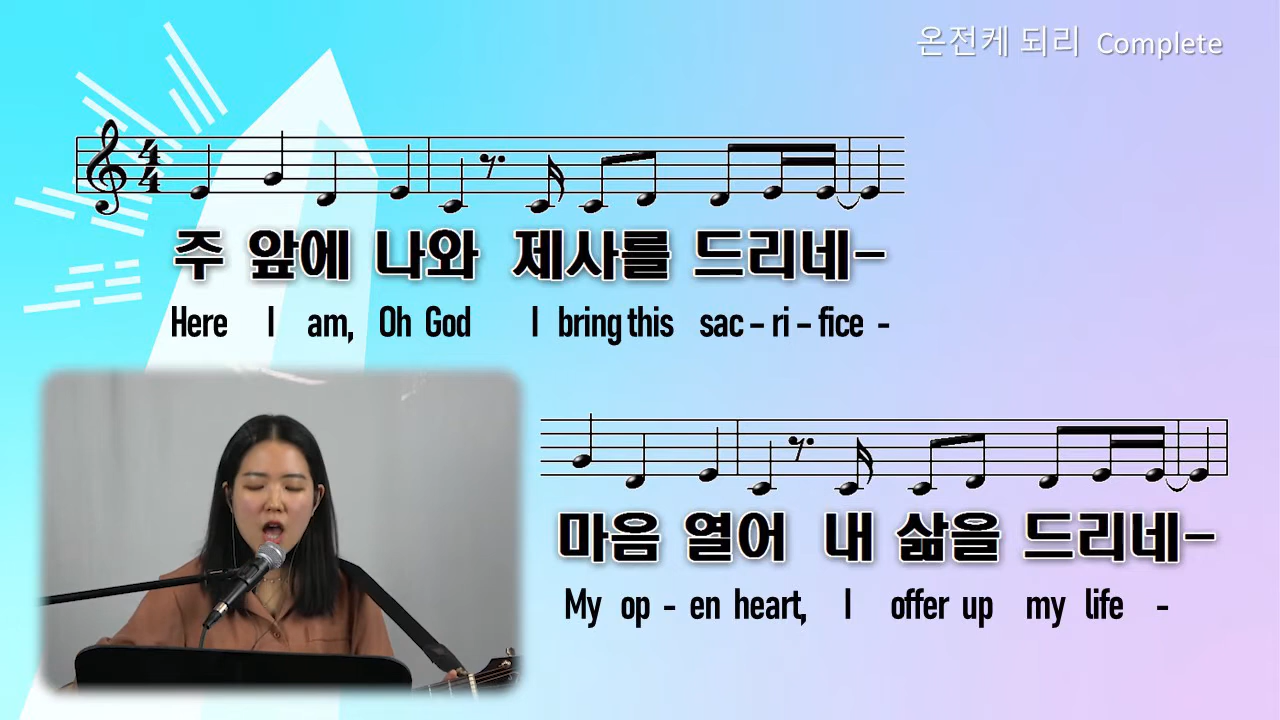 온전케 되리 Complete
주 앞에 나와 제사를 드리네-
Here I am, Oh God I bring this sac - ri - fice -
마음 열어 내 삶을 드리네-
My op - en heart, I offer up my life -